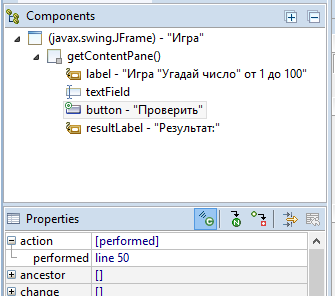 Components
(javax.swing.JFrame) - "Игра"
getContentPane()
label - "Игра "Угадай число" от 1 до 100"
textField
button - "Проверить"
resultLabel - "Результат:"
Properties
action [performed]
performed line 50
ancestor []
change []